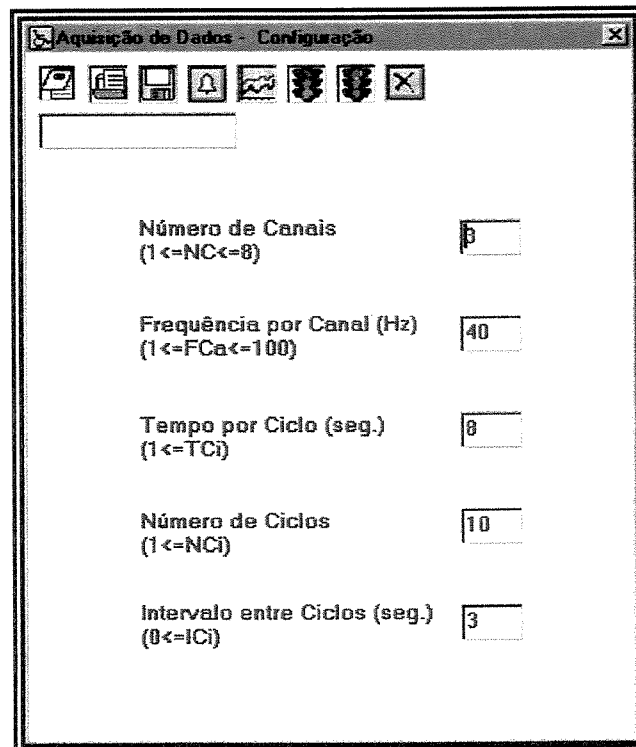 Aquisição de Dados - Configuração
Número de Canais
(1<=NC<=8)
Frequência por Canal (Hz) 40
(1<=FCa<=100)
Tempo por Ciclo (seg.) 8
(1<=TCi)
Número de Ciclos 10
(1<=NCi)
Intervalo entre Ciclos (seg.) 3
(0<=ICi)